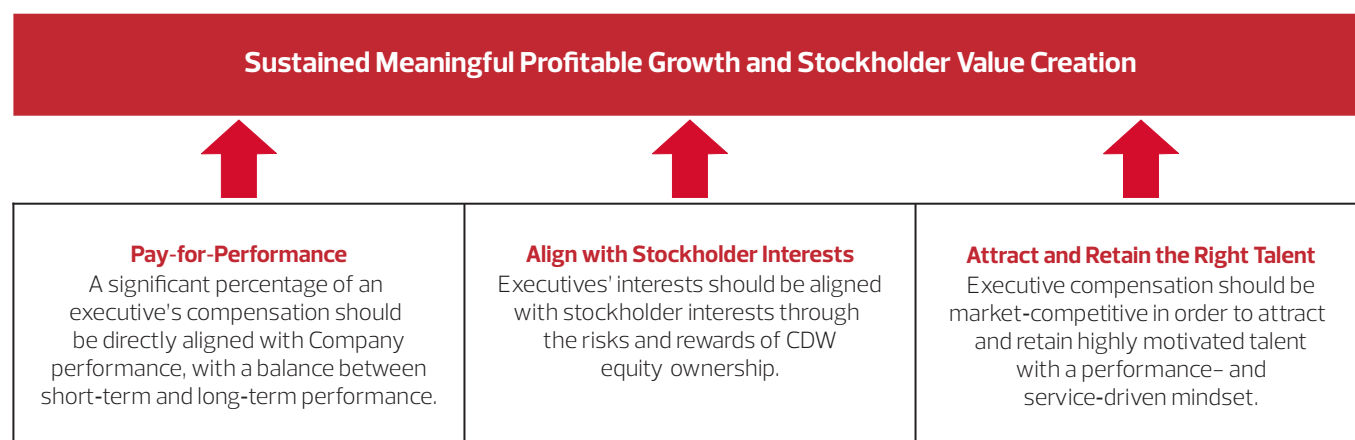 Sustained Meaningful Profitable Growth and Stockholder Value Creation
Pay-for-Performance
A significant percentage of an
executive's compensation should
be directly aligned with Company
performance, with a balance between
short-term and long-term performance.
Align with Stockholder Interests
Executives' interests should be aligned
with stockholder interests through
the risks and rewards of CDW
equity ownership.
Attract and Retain the Right Talent
Executive compensation should be
market-competitive in order to attract
and retain highly motivated talent
with a performance- and
service-driven mindset.